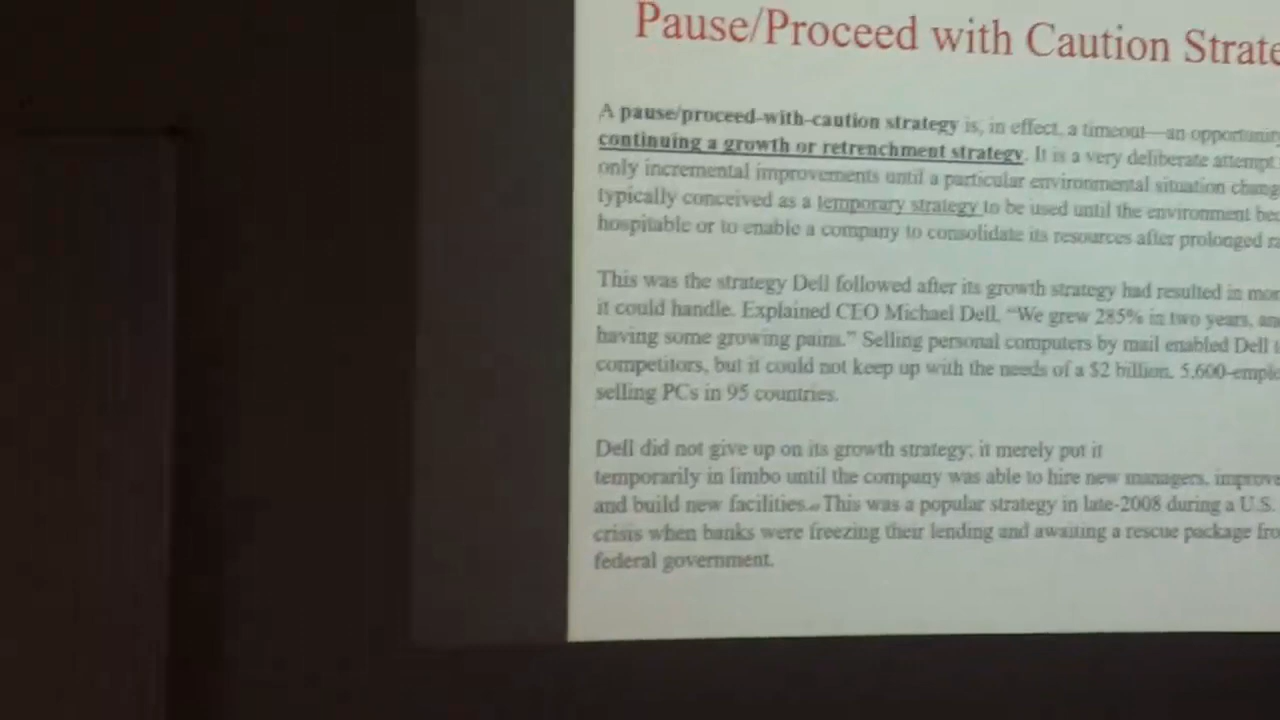 Pause/Proceed with Caution Strate
A pause/proceed-with-caution strategy is, in effect, a timeout—an opportunity
continuing a growth or retrenchment strategy. It is a very deliberate attempt
only incremental improvements until a particular environmental situation chang
typically conceived as a temporary strategy to be used until the environment bec
hospitable or to enable a company to consolidate its resources after prolonged ra
This was the strategy Dell followed after its growth strategy had resulted in mor
it could handle. Explained CEO Michael Dell, “We grew 285% in two years, an
having some growing pains.” Selling personal computers by mail enabled Dell t
competitors, but it could not keep up with the needs of a $2 billion, 5,600-emplo
selling PCs in 95 countries.
Dell did not give up on its growth strategy; it merely put it
temporarily in limbo until the company was able to hire new managers, improve
and build new facilities. This was a popular strategy in late-2008 during a U.S.
crisis when banks were freezing their lending and awaiting a rescue package fro
federal government.